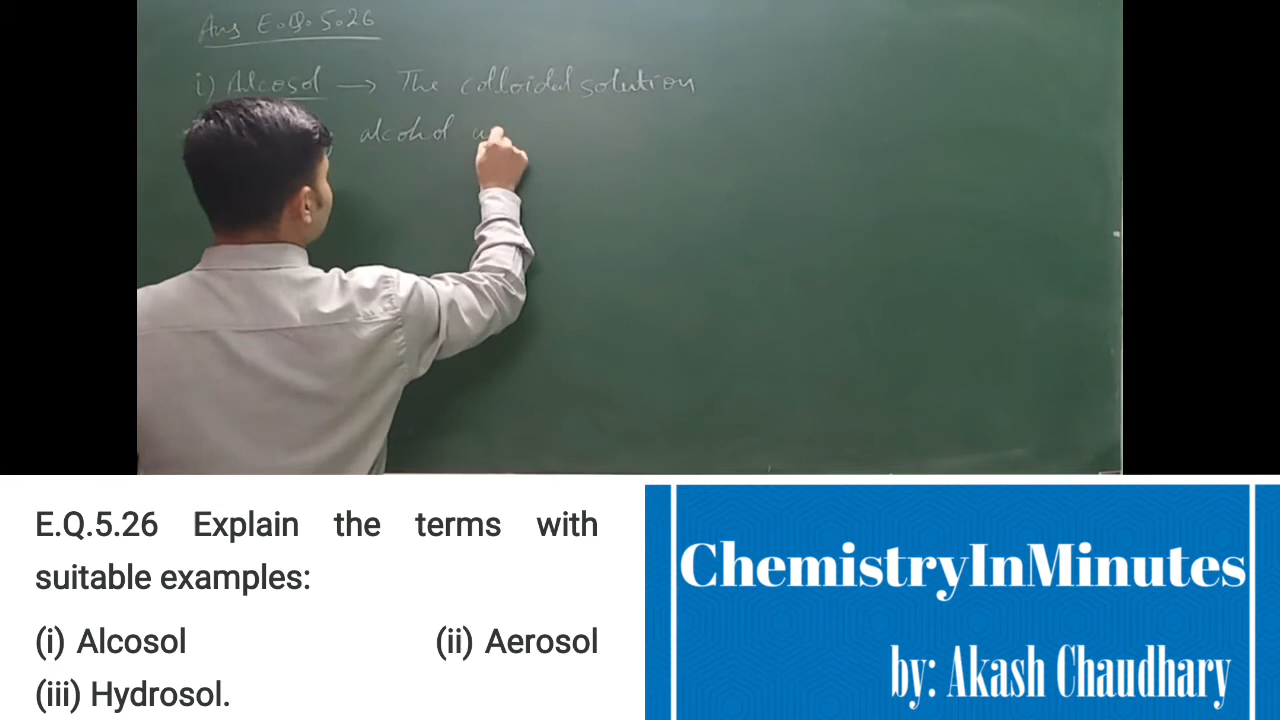 Ans E.Q. 5.26
i) Alcosol → The colloidal solution
alcohol
E.Q.5.26 Explain the terms with
suitable examples:
(i) Alcosol (ii) Aerosol
(iii) Hydrosol.
ChemistryInMinutes
by: Akash Chaudhary